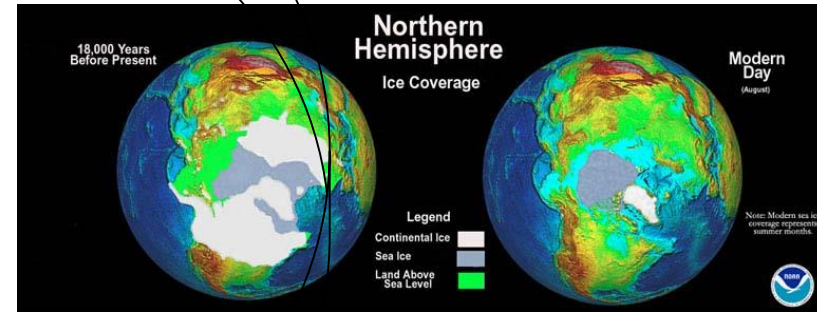 Northern
Hemisphere
Ice Coverage
18,000 Years
Before Present
Modern
Day
(August)
Legend
Continental Ice
Sea Ice
Land Above
Sea Level
Note: Modern sea ic
coverage represents
summer months.
NOAA